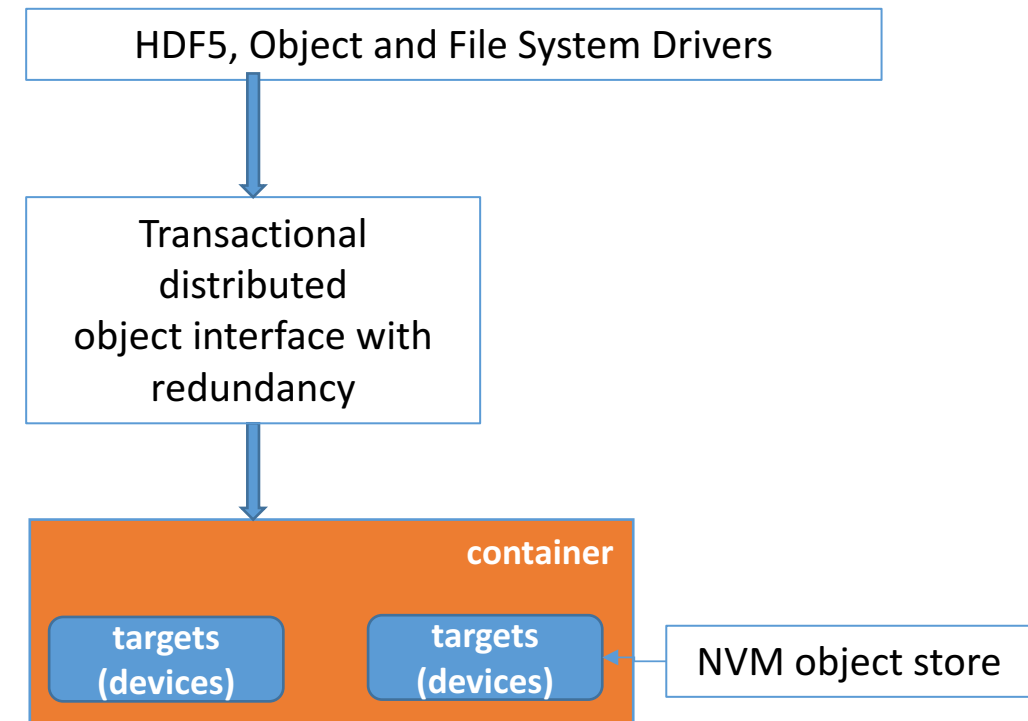 HDF5, Object and File System Drivers
Transactional
distributed
object interface with
redundancy
container
targets
(devices)
targets
(devices)
NVM object store